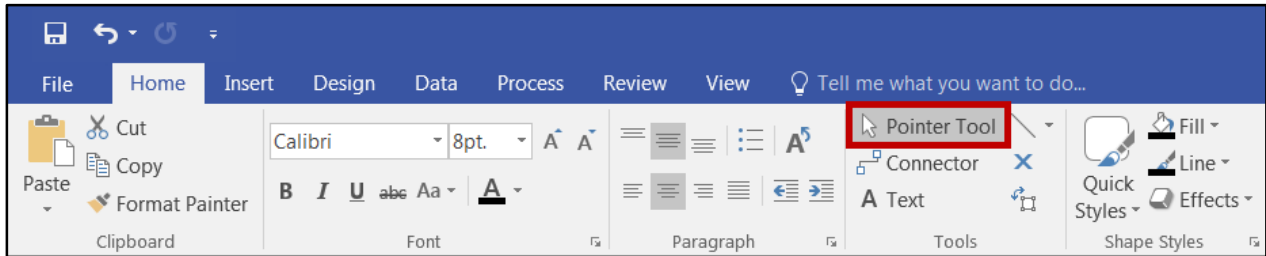 File Home Insert Design Data Process Review View Tell me what you want to do...
Cut
Copy
Paste
Format Painter
Clipboard
Calibri 8pt. A A
B I U abc Aa A
Font
A
Paragraph
Pointer Tool
Connector
A Text
Tools
Quick Styles
Fill
Line
Effects
Shape Styles